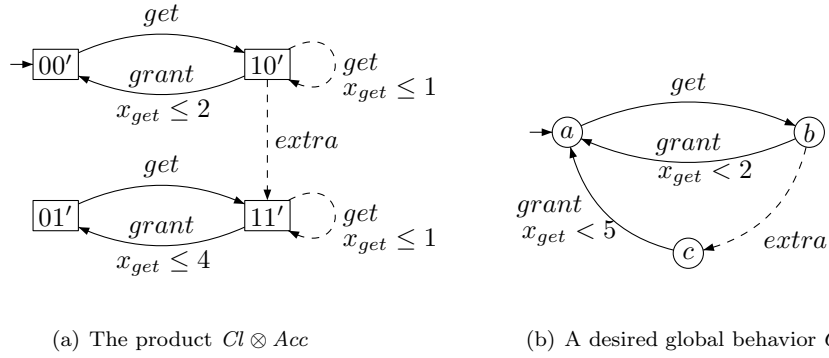 get
00′
10′
get
x_get ≤ 1
grant
x_get ≤ 2
extra
get
01′
11′
get
x_get ≤ 1
grant
x_get ≤ 4
(a) The product Cl ⊗ Acc
get
a
b
grant
x_get < 2
grant
x_get < 5
extra
c
(b) A desired global behavior